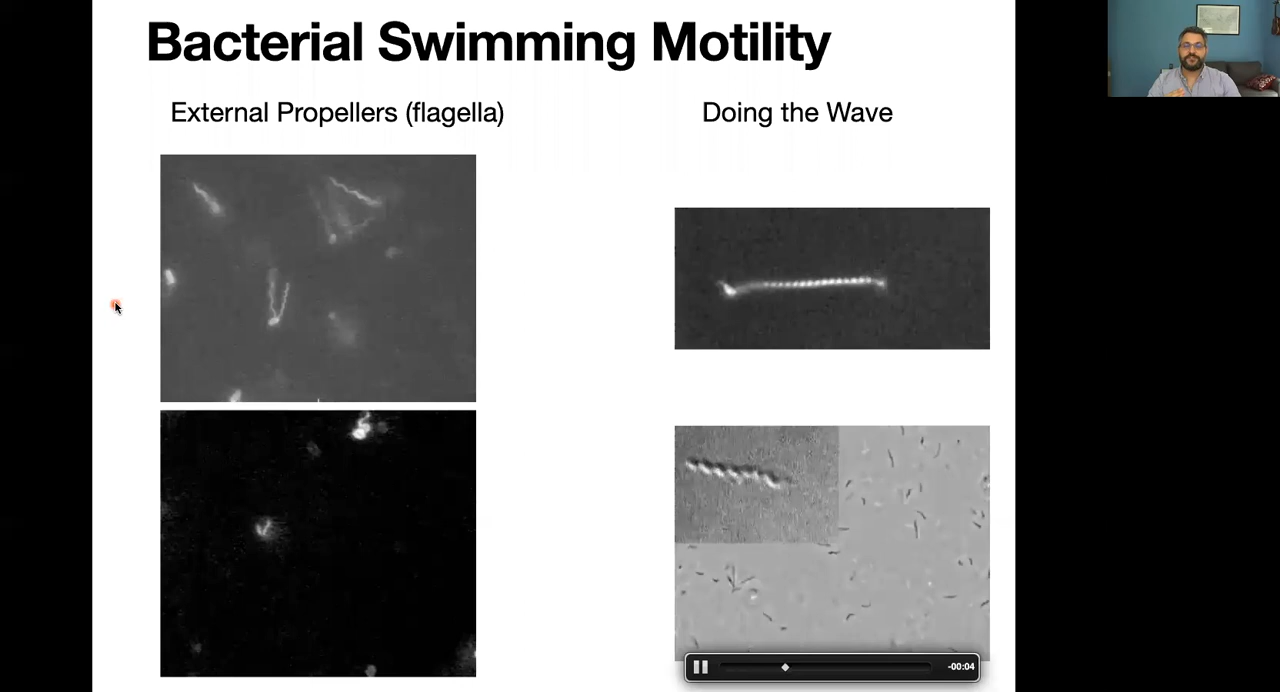 Bacterial Swimming Motility
External Propellers (flagella)
Doing the Wave
-00:04